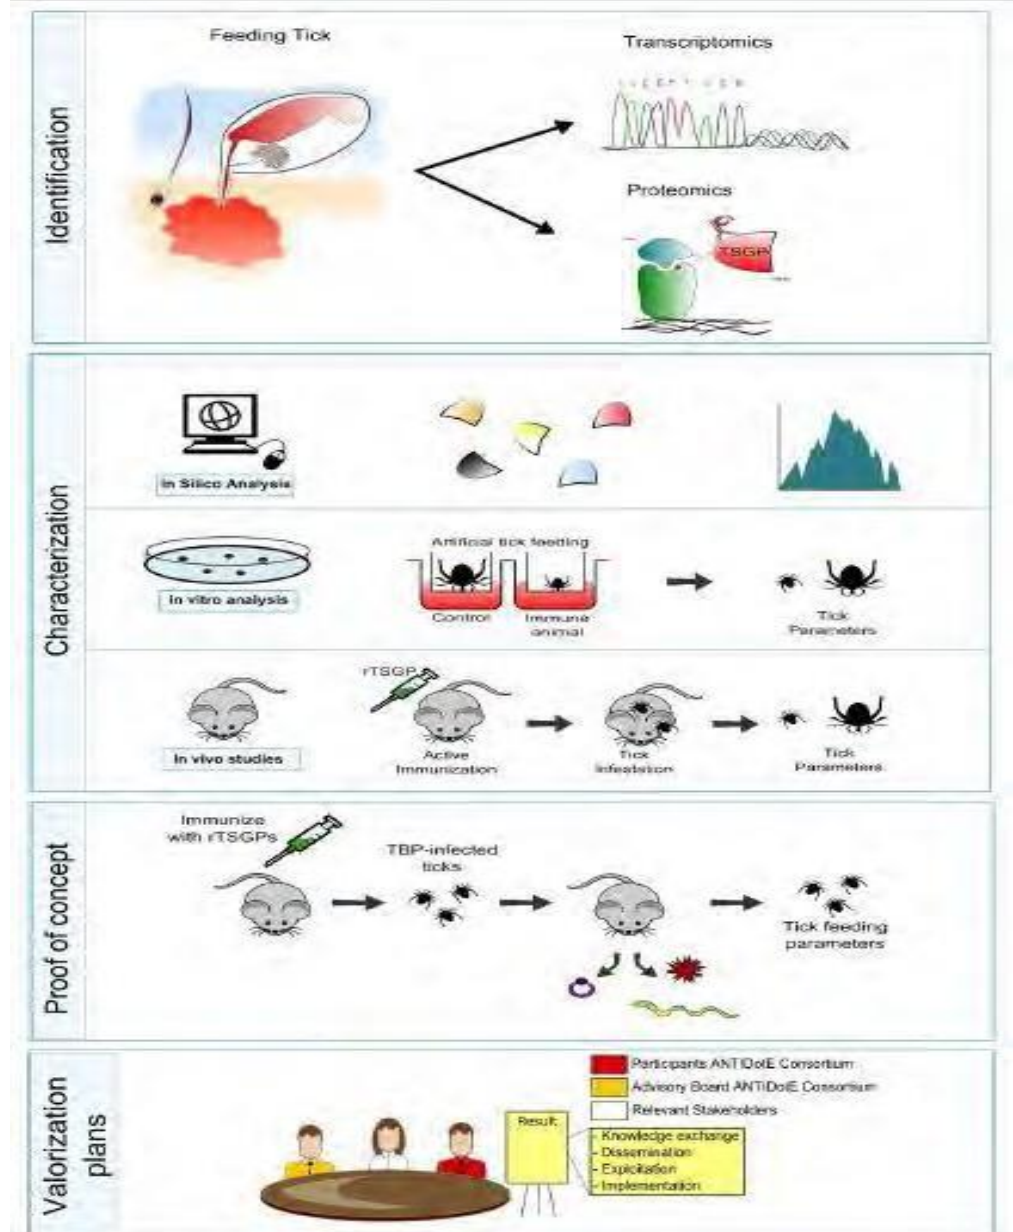 Identification
Feeding Tick
Transcriptomics
Proteomics
TSGP
Characterization
In Silico Analysis
In vitro analysis
Artificial tick feeding
Control
Immune
animal
Tick
Parameters
In vivo studies
rTSGP
Active
Immunization
Tick
Infestation
Tick
Parameters
Proof of concept
Immunize
with rTSGPs
TBP-infected
ticks
Tick feeding
parameters
Valorization
plans
Result
Participants ANTIDotE Consortium
Advisory Board ANTIDotE Consortium
Relevant Stakeholders
- Knowledge exchange
- Dissemination
- Exploitation
- Implementation